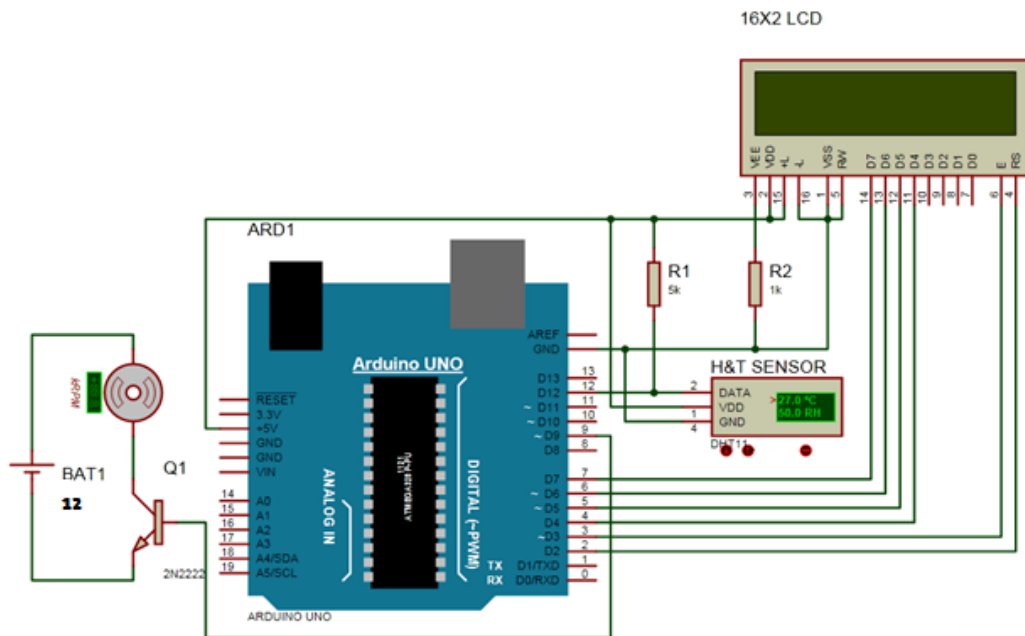 16X2 LCD
VEE VDD +L -L VSS RW D7 D6 D5 D4 D3 D2 D1 D0 E RS
3 2 15 16 1 5 14 13 12 11 10 9 8 7 6 4
ARD1
R1
5k
R2
1k
Arduino UNO
AREF
GND
D13 13
D12 12
~ D11 11
~ D10 10
~ D9 9
D8 8
D7 7
~ D6 6
~ D5 5
D4 4
~ D3 3
D2 2
TX D1/TXD 1
RX D0/RXD 0
RESET
3.3V
+5V
GND
GND
VIN
14 A0
15 A1
16 A2
17 A3
18 A4/SDA
19 A5/SCL
ANALOG IN
DIGITAL (~PWM)
ARDUINO UNO
H&T SENSOR
2 DATA
VDD
1 GND
4
>27.0 °C
60.0 RH
DHT11
BAT1
12
Q1
2N2222